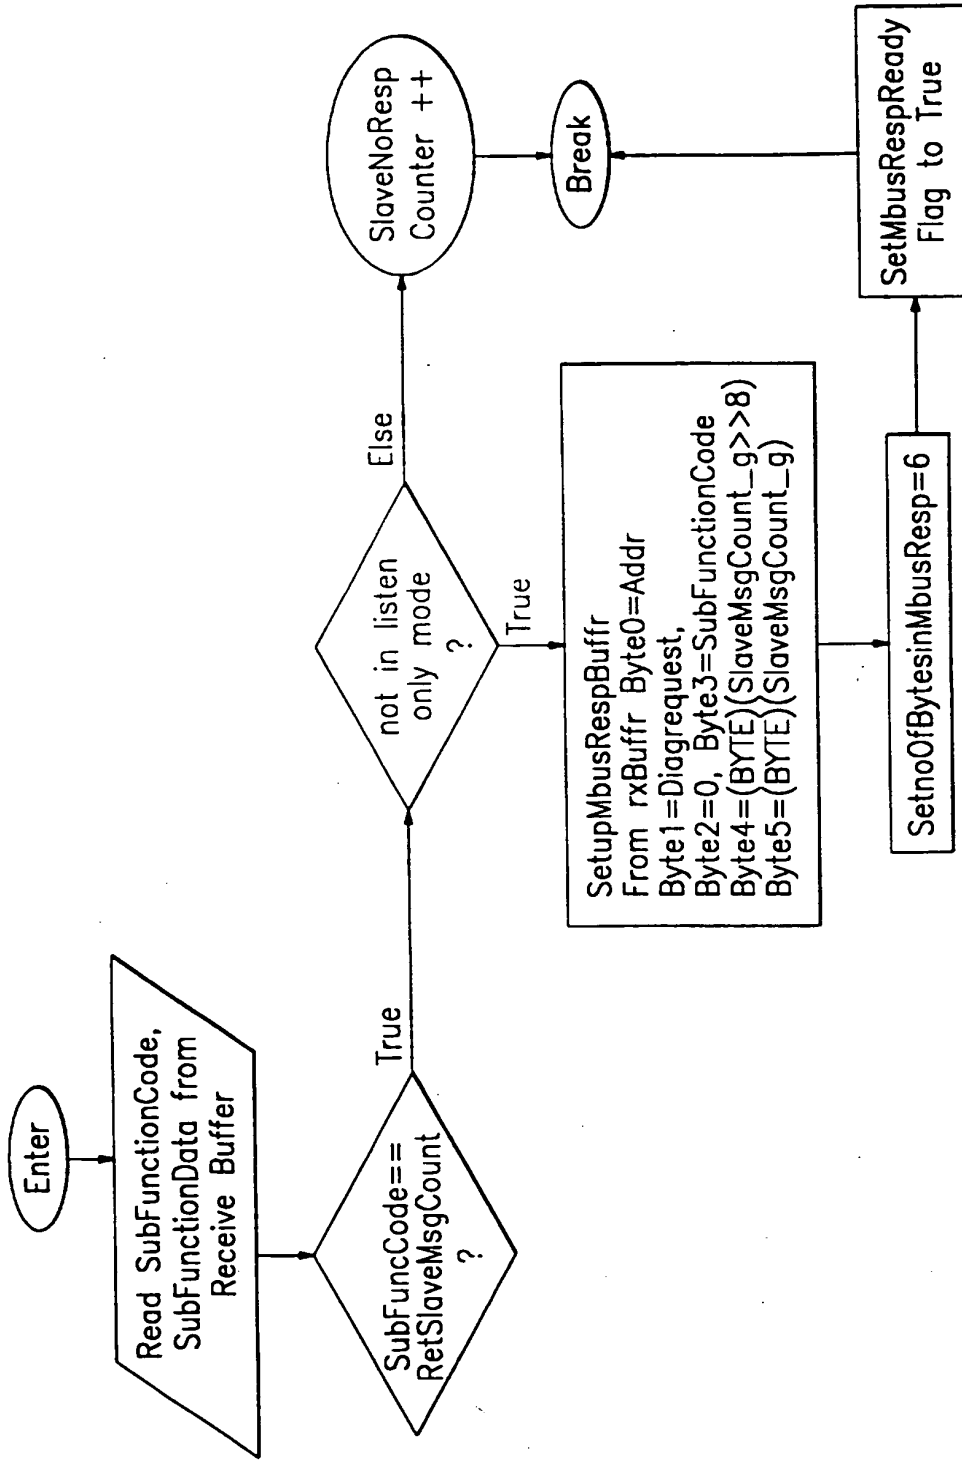 Enter
Read SubFunctionCode,
SubFunctionData from
Receive Buffer
SubFuncCode==
RetSlaveMsgCount
?
True
not in listen
only mode
?
Else
SlaveNoResp
Counter ++
True
SetupMbusRespBuffr
From rxBuffr Byte0=Addr
Byte1=Diagrequest,
Byte2=0, Byte3=SubFunctionCode
Byte4=(BYTE)(SlaveMsgCount_g>>8)
Byte5=(BYTE)(SlaveMsgCount_g)
SetnoOfBytesinMbusResp=6
SetMbusRespReady
Flag to True
Break